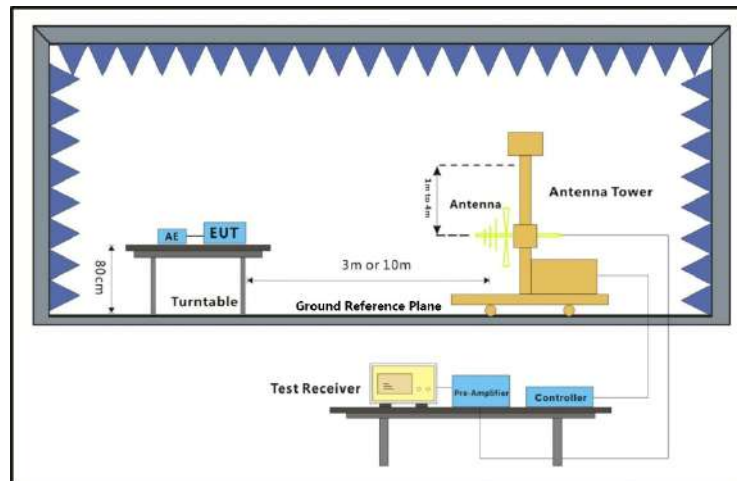 1m to 4m
Antenna
Antenna Tower
AE
EUT
80cm
3m or 10m
Turntable
Ground Reference Plane
Test Receiver
Pre-Amplifier
Controller